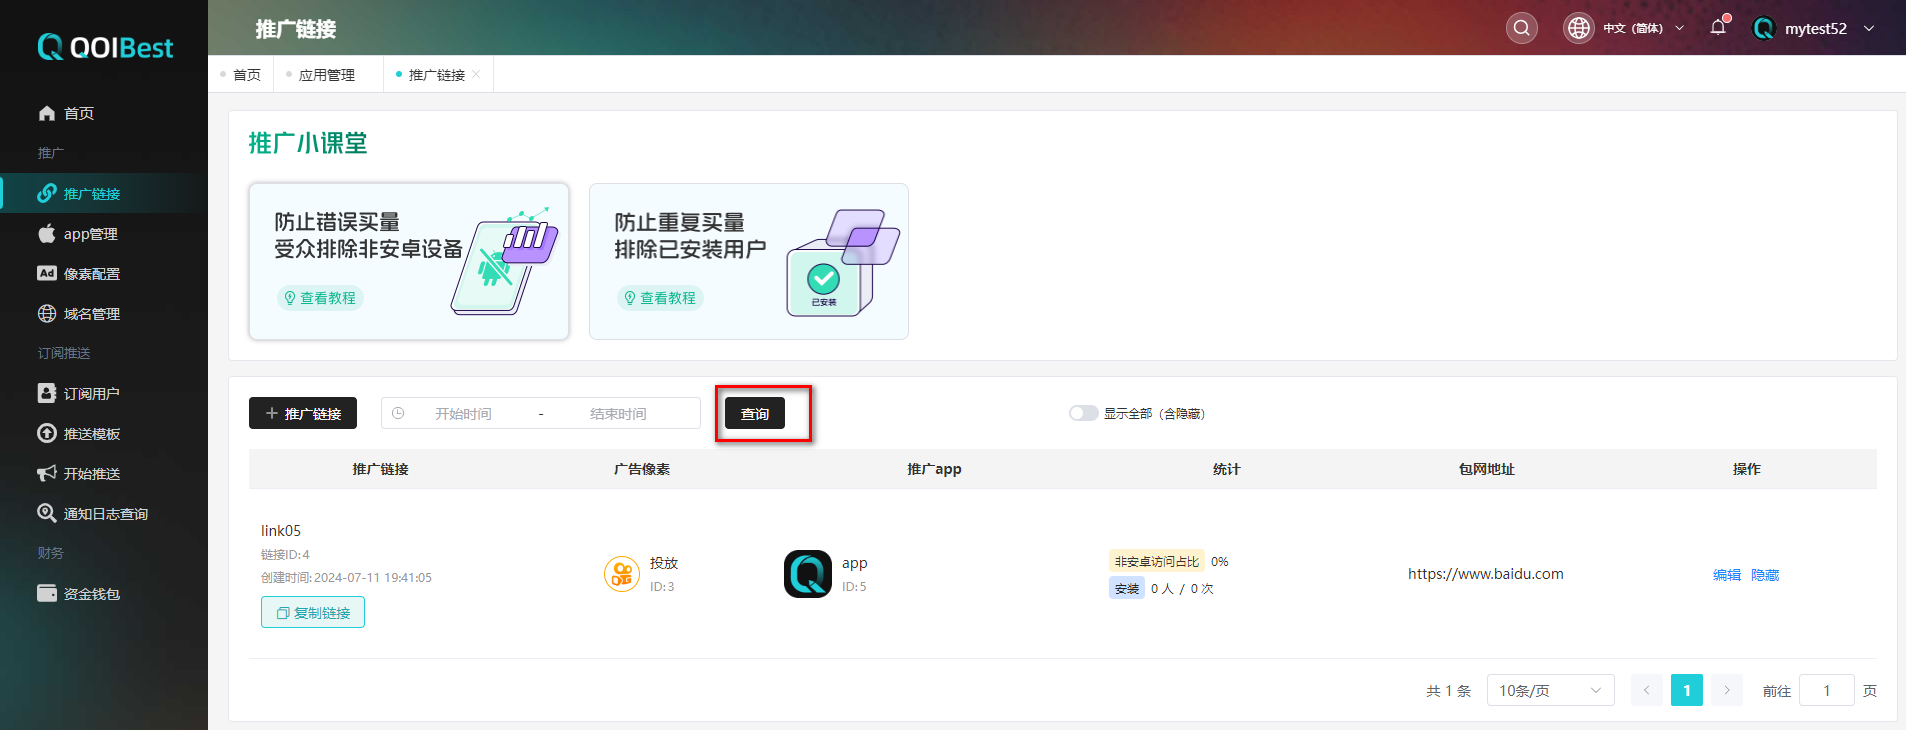 QOIBest
推广链接
中文（简体）
mytest52
首页
应用管理
推广链接
首页
推广
推广链接
app管理
Ad 像素配置
域名管理
订阅推送
订阅用户
推送模板
开始推送
通知日志查询
财务
资金钱包
推广小课堂
防止错误买量
受众排除非安卓设备
查看教程
防止重复买量
排除已安装用户
查看教程
已安装
推广链接
开始时间 - 结束时间
查询
显示全部（含隐藏）
推广链接 广告像素 推广app 统计 包网地址 操作
link05
链接ID: 4
创建时间: 2024-07-11 19:41:05
复制链接
投放
ID: 3
app
ID: 5
非安卓访问占比 0%
安装 0 人 / 0 次
https://www.baidu.com
编辑 隐藏
共 1 条 10条/页 1 前往 1 页